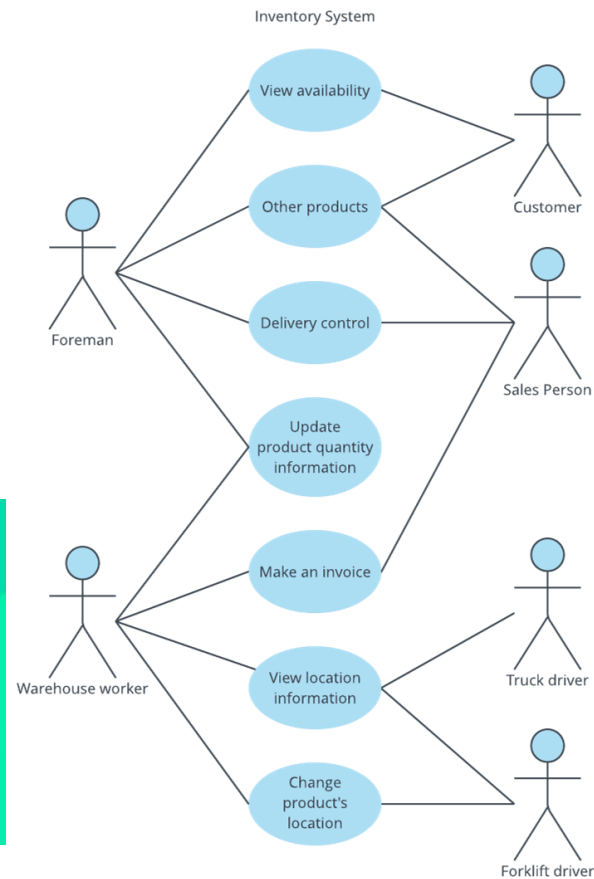 Inventory System
View availability
Customer
Other products
Foreman
Delivery control
Sales Person
Update
product quantity
information
Make an invoice
Warehouse worker
View location
information
Truck driver
Change
product's
location
Forklift driver